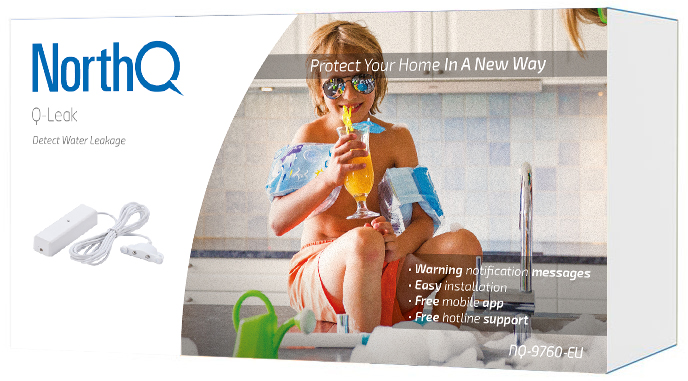 NorthQ
Q-Leak
Detect Water Leakage
Protect Your Home In A New Way
· Warning notification messages
· Easy installation
· Free mobile app
· Free hotline support
NQ-9760-EU